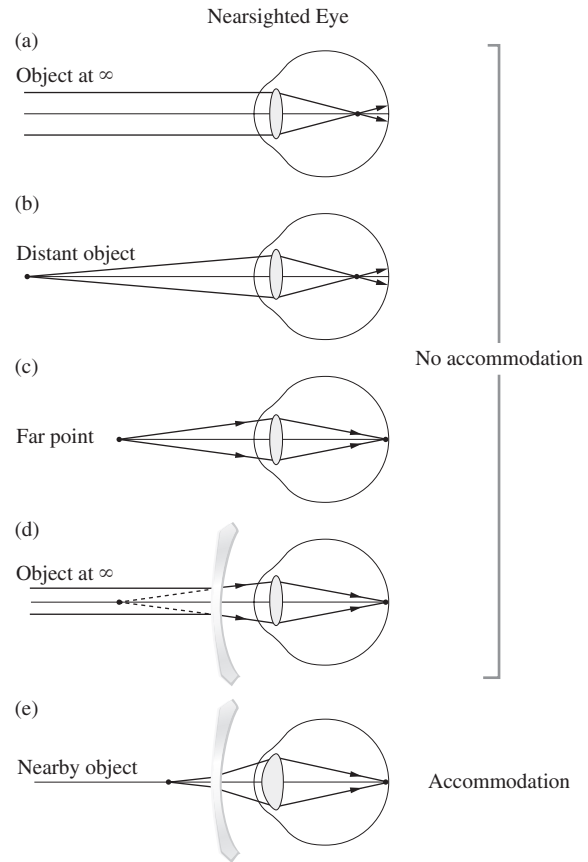 Nearsighted Eye
(a)
Object at ∞
(b)
Distant object
No accommodation
(c)
Far point
(d)
Object at ∞
(e)
Nearby object
Accommodation